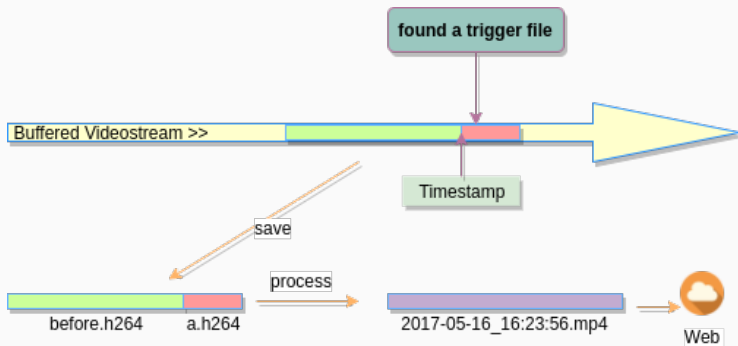 found a trigger file
Buffered Videostream >>
Timestamp
save
process
before.h264
a.h264
2017-05-16_16:23:56.mp4
Web